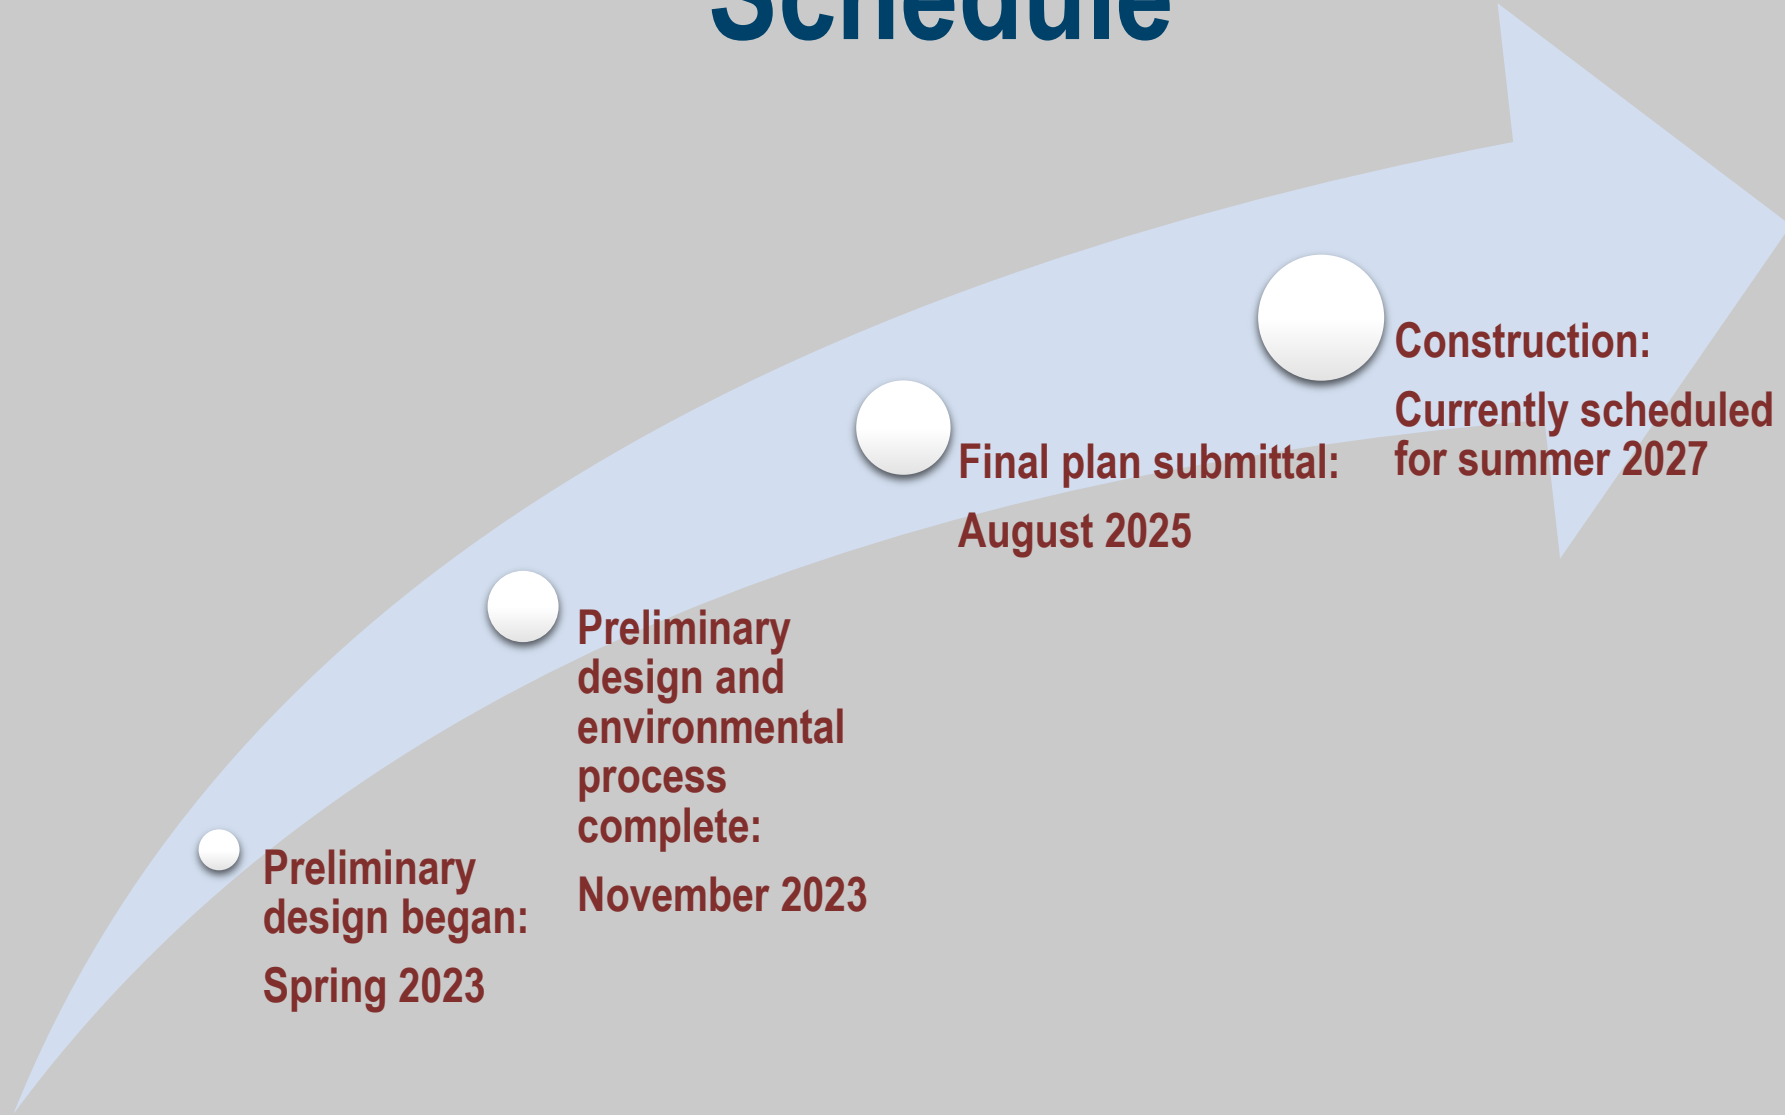 Schedule
Construction:
Currently scheduled
for summer 2027
Final plan submittal:
August 2025
Preliminary
design and
environmental
process
complete:
November 2023
Preliminary
design began:
Spring 2023